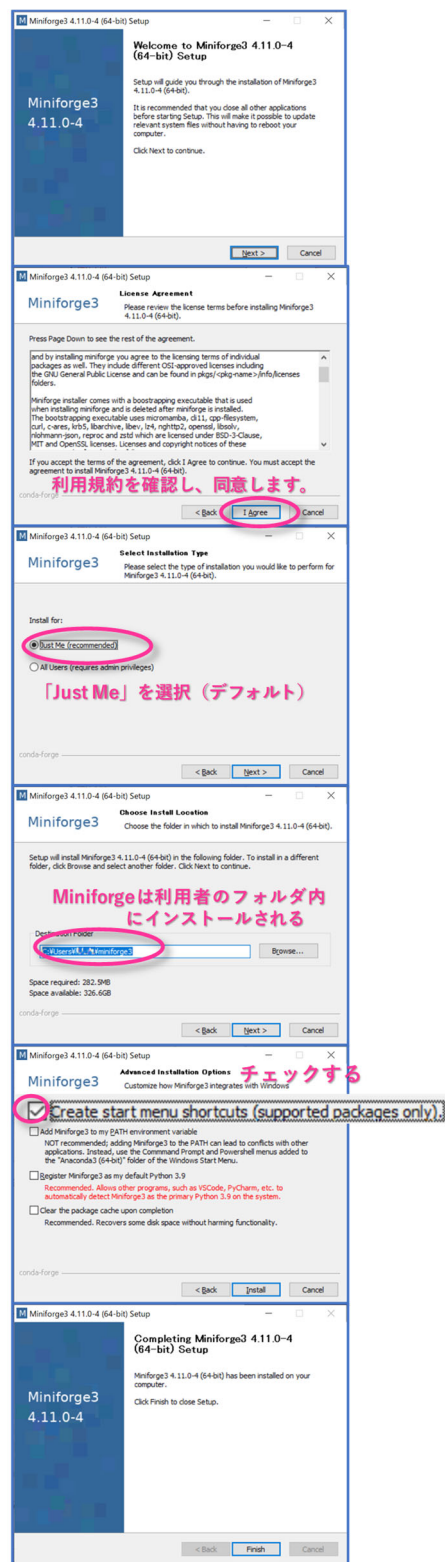 Miniforge3 4.11.0-4 (64-bit) Setup
Welcome to Miniforge3 4.11.0-4
(64-bit) Setup
Setup will guide you through the installation of Miniforge3
4.11.0-4 (64-bit).
It is recommended that you close all other applications
before starting Setup. This will make it possible to update
relevant system files without having to reboot your
computer.
Click Next to continue.
Miniforge3
4.11.0-4
Next >
Cancel
Miniforge3 4.11.0-4 (64-bit) Setup
Miniforge3
License Agreement
Please review the license terms before installing Miniforge3
4.11.0-4 (64-bit).
Press Page Down to see the rest of the agreement.
and by installing miniforge you agree to the licensing terms of individual
packages as well. They include different OSI-approved licenses including
the GNU General Public License and can be found in pkgs/<pkg-name>/info/licenses
folders.
Miniforge installer comes with a boostrapping executable that is used
when installing miniforge and is deleted after miniforge is installed.
The bootstrapping executable uses micromamba, cli11, cpp-filesystem,
curl, c-ares, krb5, libarchive, libev, lz4, nghttp2, openssl, libsolv,
nlohmann-json, reproc and zstd which are licensed under BSD-3-Clause,
MIT and OpenSSL licenses. Licenses and copyright notices of these
If you accept the terms of the agreement, click I Agree to continue. You must accept the
agreement to install Miniforge3 4.11.0-4 (64-bit).
利用規約を確認し、同意します。
conda-forge
< Back
I Agree
Cancel
Miniforge3 4.11.0-4 (64-bit) Setup
Miniforge3
Select Installation Type
Please select the type of installation you would like to perform for
Miniforge3 4.11.0-4 (64-bit).
Install for:
Just Me (recommended)
All Users (requires admin privileges)
「Just Me」を選択（デフォルト）
conda-forge
< Back
Next >
Cancel
Miniforge3 4.11.0-4 (64-bit) Setup
Miniforge3
Choose Install Location
Choose the folder in which to install Miniforge3 4.11.0-4 (64-bit).
Setup will install Miniforge3 4.11.0-4 (64-bit) in the following folder. To install in a different
folder, click Browse and select another folder. Click Next to continue.
Miniforgeは利用者のフォルダ内
にインストールされる
Destination Folder
Browse...
Space required: 282.5MB
Space available: 326.6GB
conda-forge
< Back
Next >
Cancel
Miniforge3 4.11.0-4 (64-bit) Setup
Miniforge3
Advanced Installation Options
Customize how Miniforge3 integrates with Windows
チェックする
Create start menu shortcuts (supported packages only).
Add Miniforge3 to my PATH environment variable
NOT recommended; adding Miniforge3 to the PATH can lead to conflicts with other
applications. Instead, use the Commmand Prompt and Powershell menus added to
the "Anaconda3 (64-bit)" folder of the Windows Start Menu.
Register Miniforge3 as my default Python 3.9
Recommended. Allows other programs, such as VSCode, PyCharm, etc. to
automatically detect Miniforge3 as the primary Python 3.9 on the system.
Clear the package cache upon completion
Recommended. Recovers some disk space without harming functionality.
conda-forge
< Back
Install
Cancel
Miniforge3 4.11.0-4 (64-bit) Setup
Completing Miniforge3 4.11.0-4
(64-bit) Setup
Miniforge3 4.11.0-4 (64-bit) has been installed on your
computer.
Click Finish to close Setup.
Miniforge3
4.11.0-4
< Back
Finish
Cancel